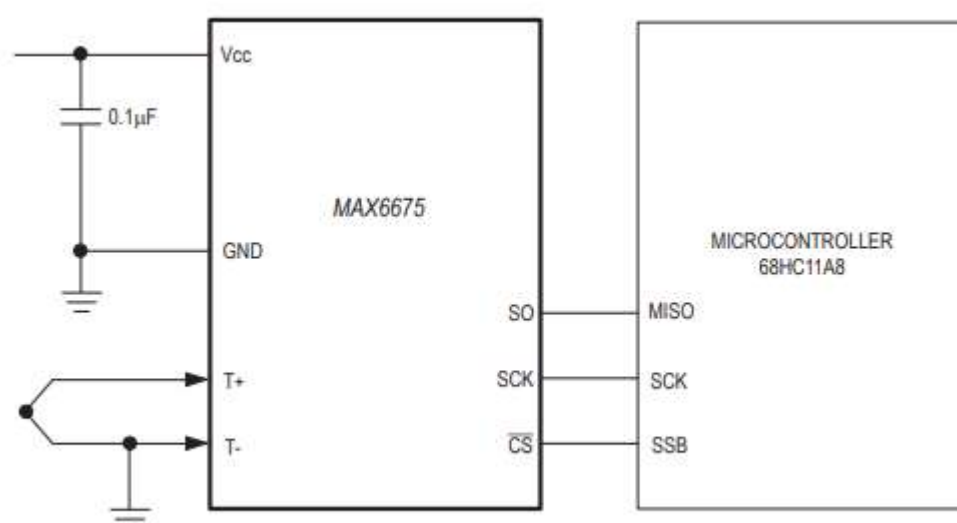 Vcc
0.1μF
MAX6675
GND
MICROCONTROLLER
68HC11A8
SO
MISO
T+
SCK
SCK
T-
CS
SSB